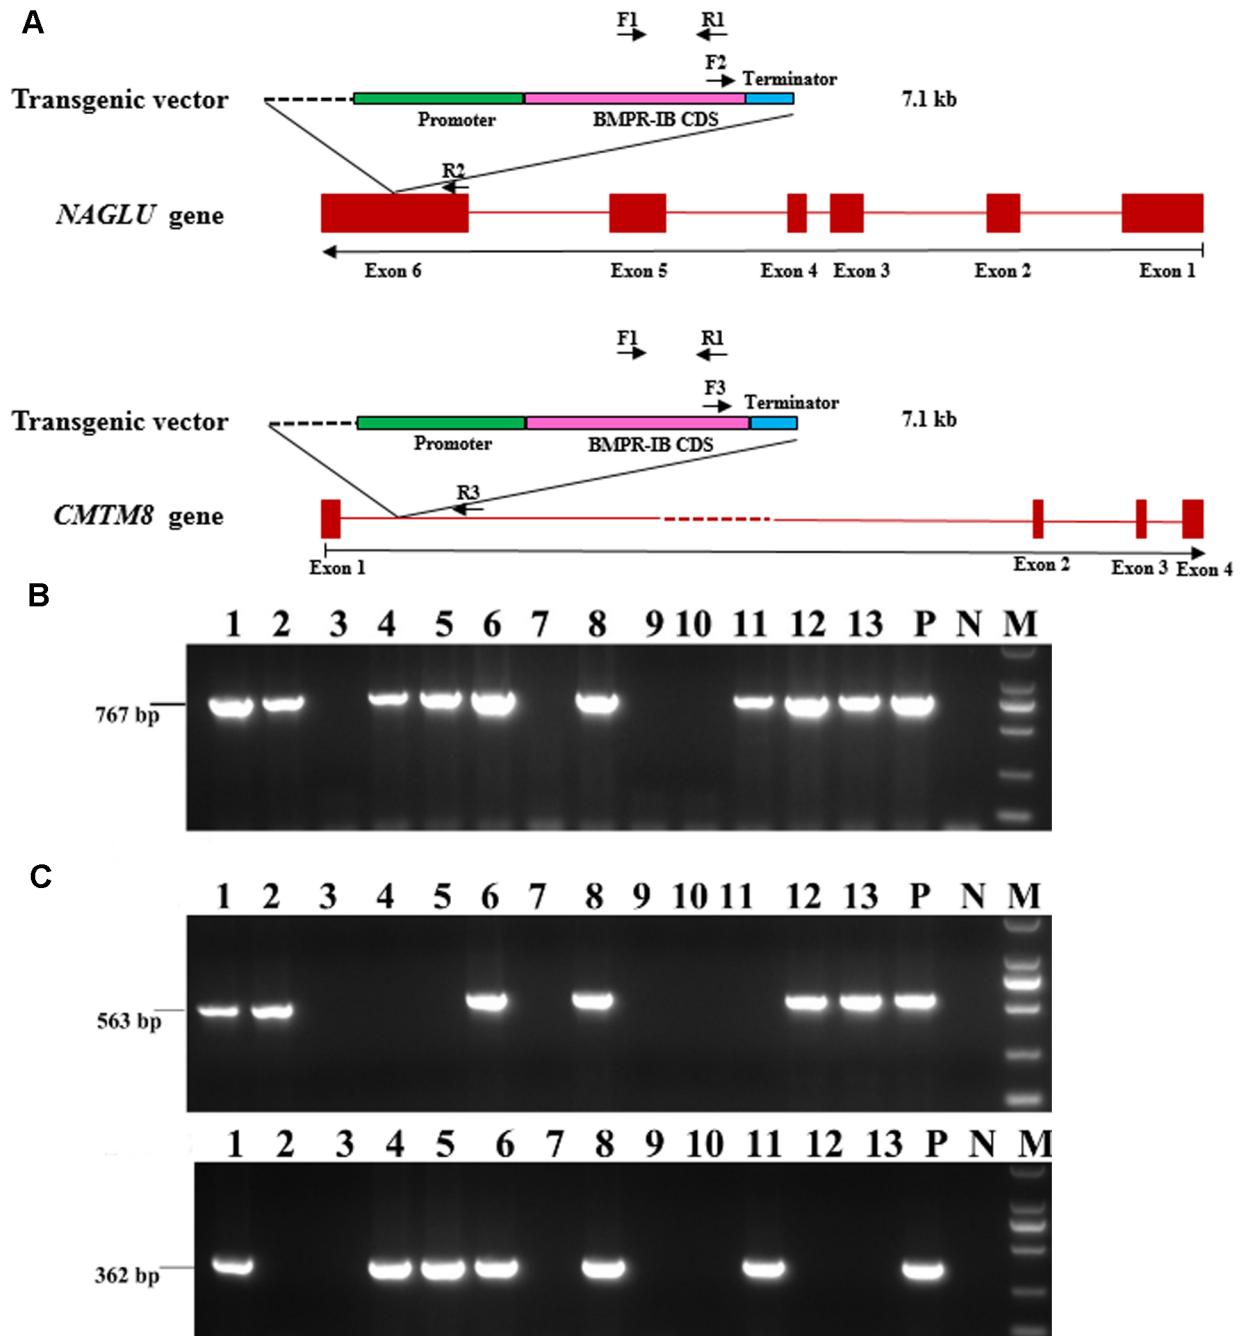 A
F1 R1
F2 Terminator
Transgenic vector 7.1 kb
Promoter BMPR-IB CDS
R2
NAGLU gene
Exon 6 Exon 5 Exon 4 Exon 3 Exon 2 Exon 1
F1 R1
F3 Terminator
Transgenic vector 7.1 kb
Promoter BMPR-IB CDS
R3
CMTM8 gene
Exon 1 Exon 2 Exon 3 Exon 4
B
1 2 3 4 5 6 7 8 9 10 11 12 13 P N M
767 bp
C
1 2 3 4 5 6 7 8 9 10 11 12 13 P N M
563 bp
1 2 3 4 5 6 7 8 9 10 11 12 13 P N M
362 bp